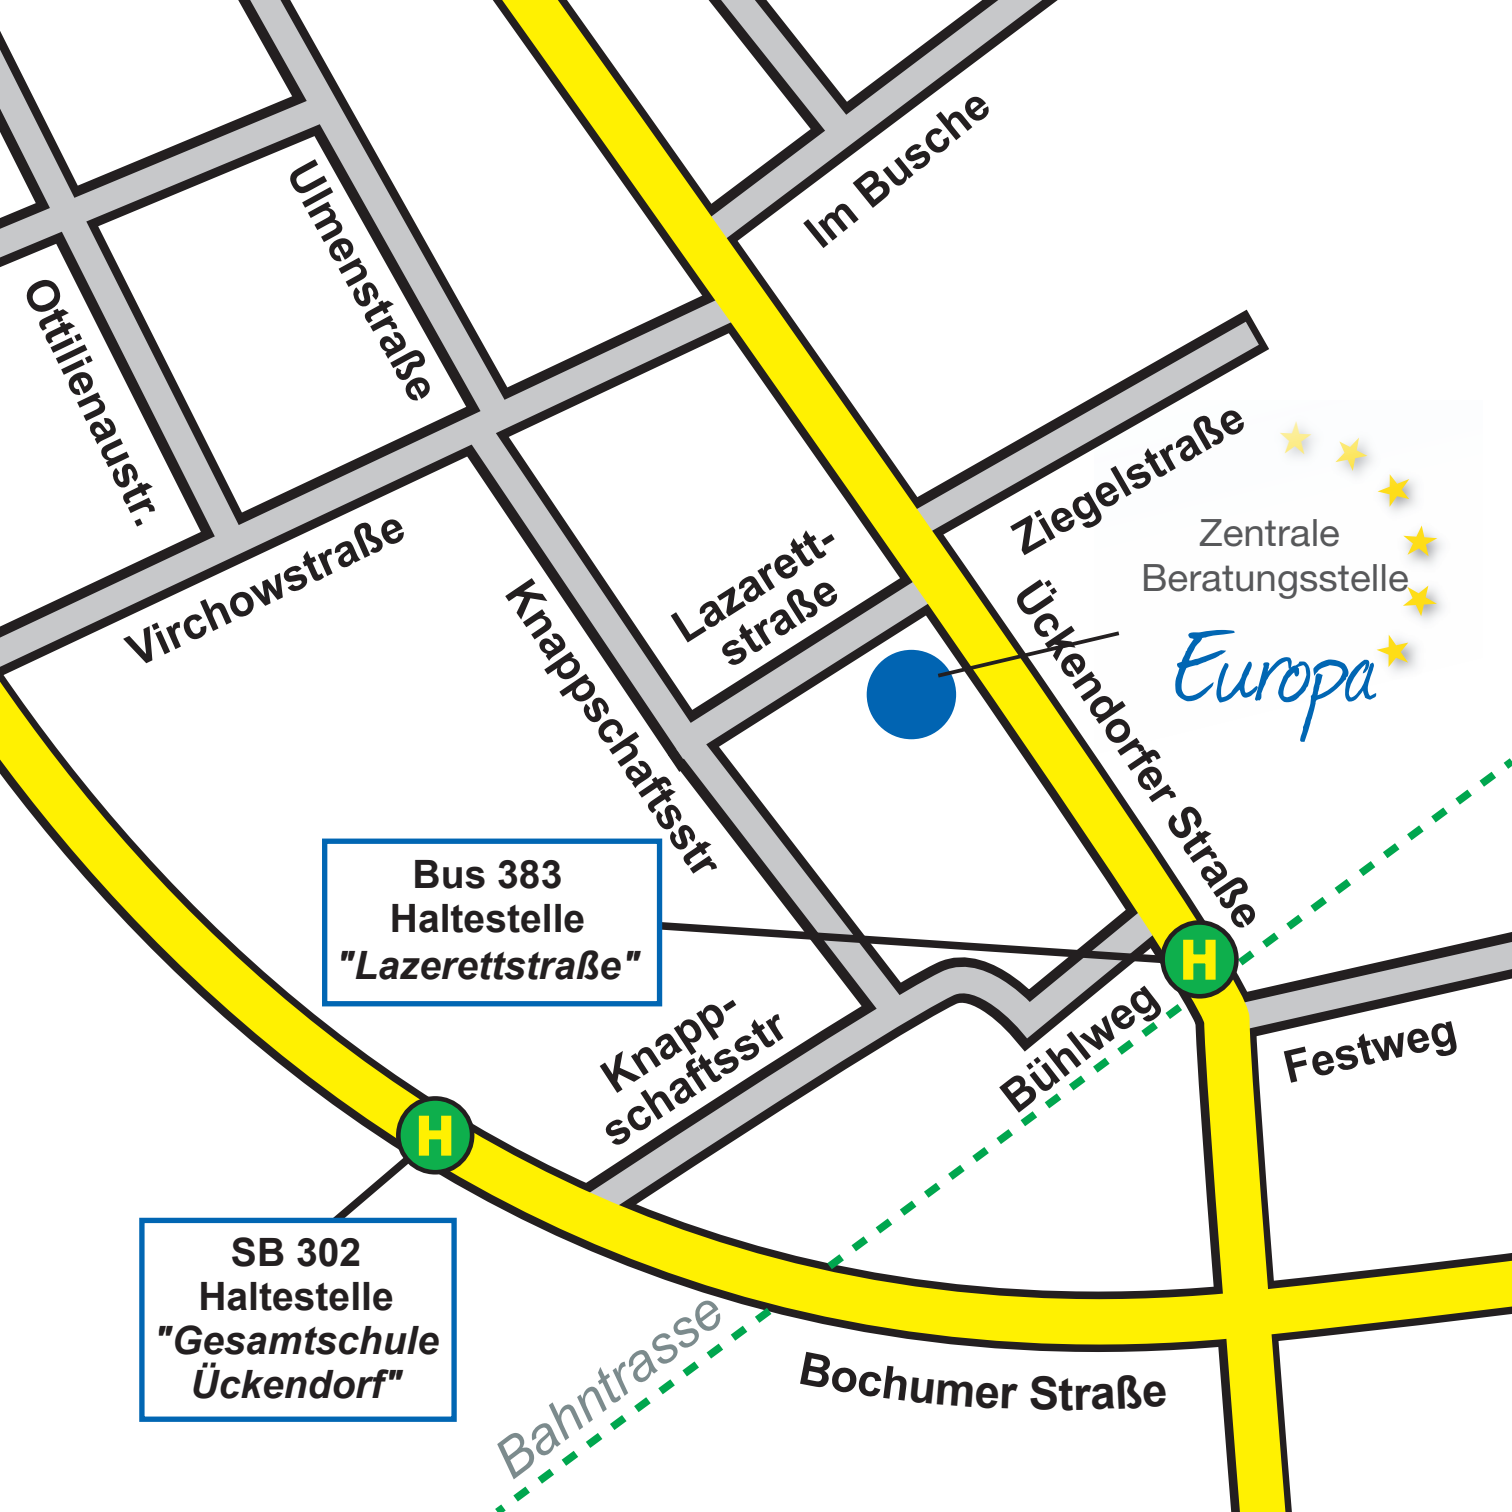 Im Busche
Ulmenstraße
Ottilienaustr.
Virchowstraße
Ziegelstraße
Lazarett-
straße
Zentrale
Beratungsstelle
Europa
Knappschaftsstr
Ückendorfer Straße
Bus 383
Haltestelle
"Lazerettstraße"
H
Knapp-
schaftsstr
Bühlweg
Festweg
H
SB 302
Haltestelle
"Gesamtschule
Ückendorf"
Bahntrasse
Bochumer Straße